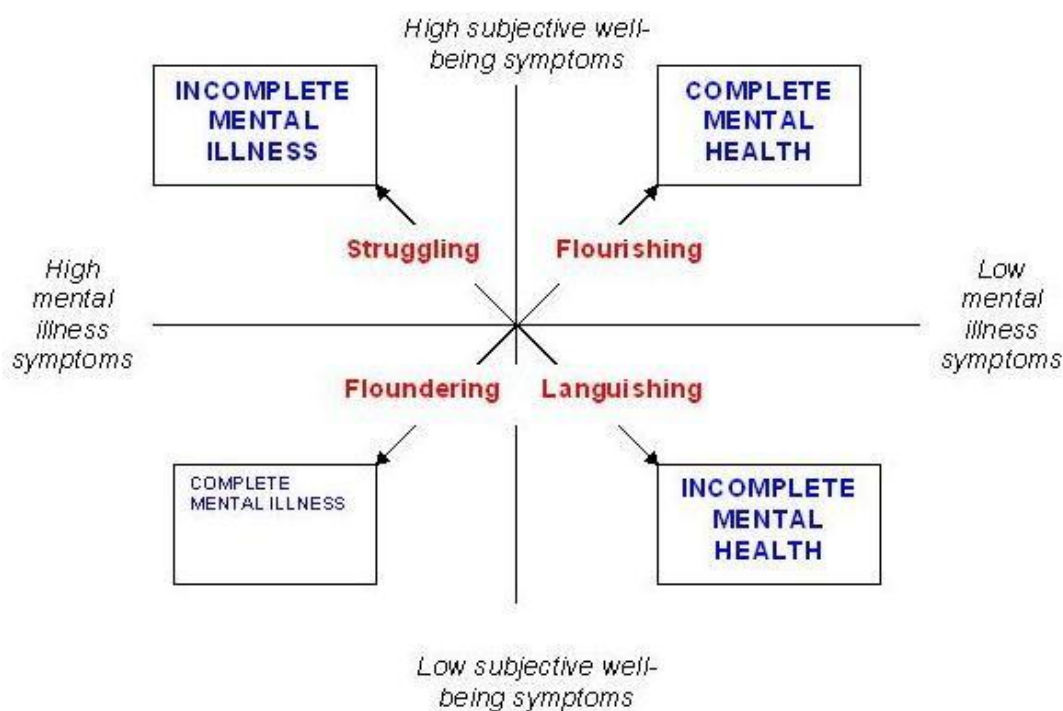 High subjective well-
being symptoms
INCOMPLETE
MENTAL
ILLNESS
COMPLETE
MENTAL
HEALTH
Struggling
Flourishing
High
mental
illness
symptoms
Low
mental
illness
symptoms
Floundering
Languishing
COMPLETE
MENTAL ILLNESS
INCOMPLETE
MENTAL
HEALTH
Low subjective well-
being symptoms